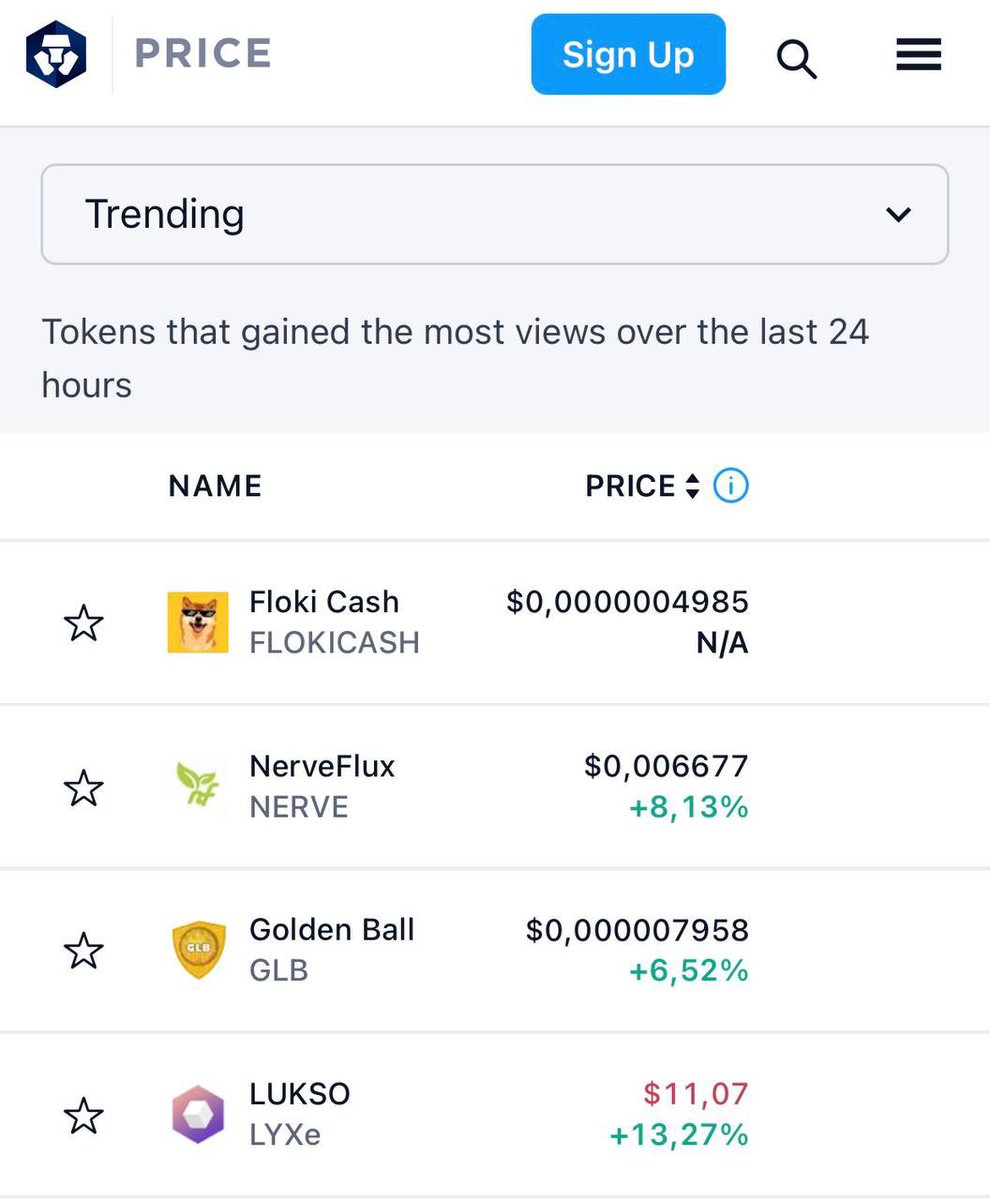 PRICE
Sign Up
Trending
Tokens that gained the most views over the last 24
hours
NAME PRICE
Floki Cash $0,0000004985
FLOKICASH N/A
NerveFlux $0,006677
NERVE +8,13%
Golden Ball $0,000007958
GLB GLB +6,52%
LUKSO $11,07
LYXe +13,27%